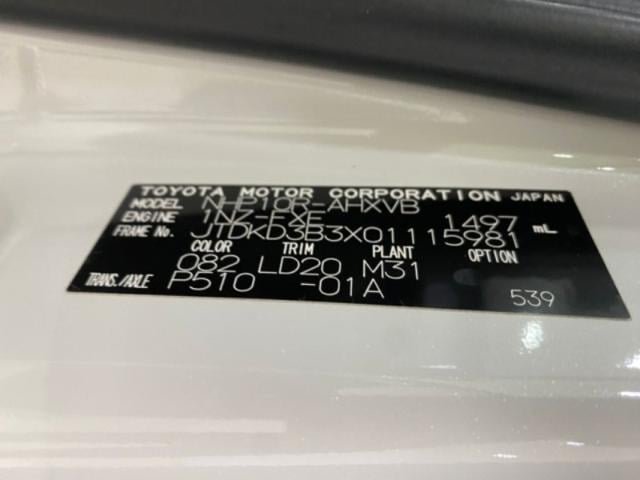 TOYOTA MOTOR CORPORATION JAPAN
MODEL NHP10R-AHXVB
ENGINE 1NZ-FXE 1497 mL
FRAME No. JTDKD3B3X01115981
COLOR TRIM PLANT OPTION
082 LD20 M31
TRANS./AXLE P510 -01A
539